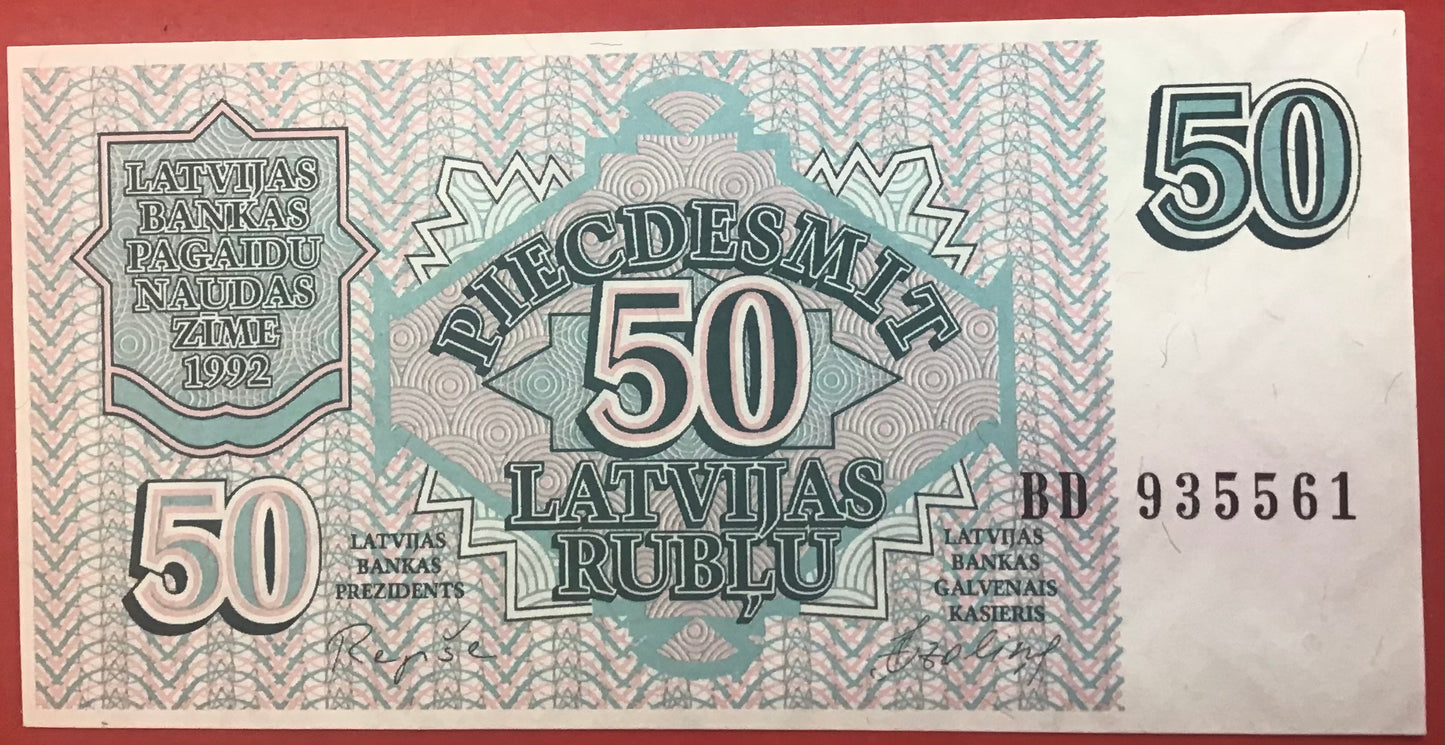 LATVIJAS
BANKAS
PAGAIDU
NAUDAS
ZĪME
1992
50
PIECDESMIT
50
LATVIJAS
RUBĻU
50
LATVIJAS
BANKAS
PREZIDENTS
Repše
LATVIJAS
BANKAS
GALVENAIS
KASIERIS
BD 935561